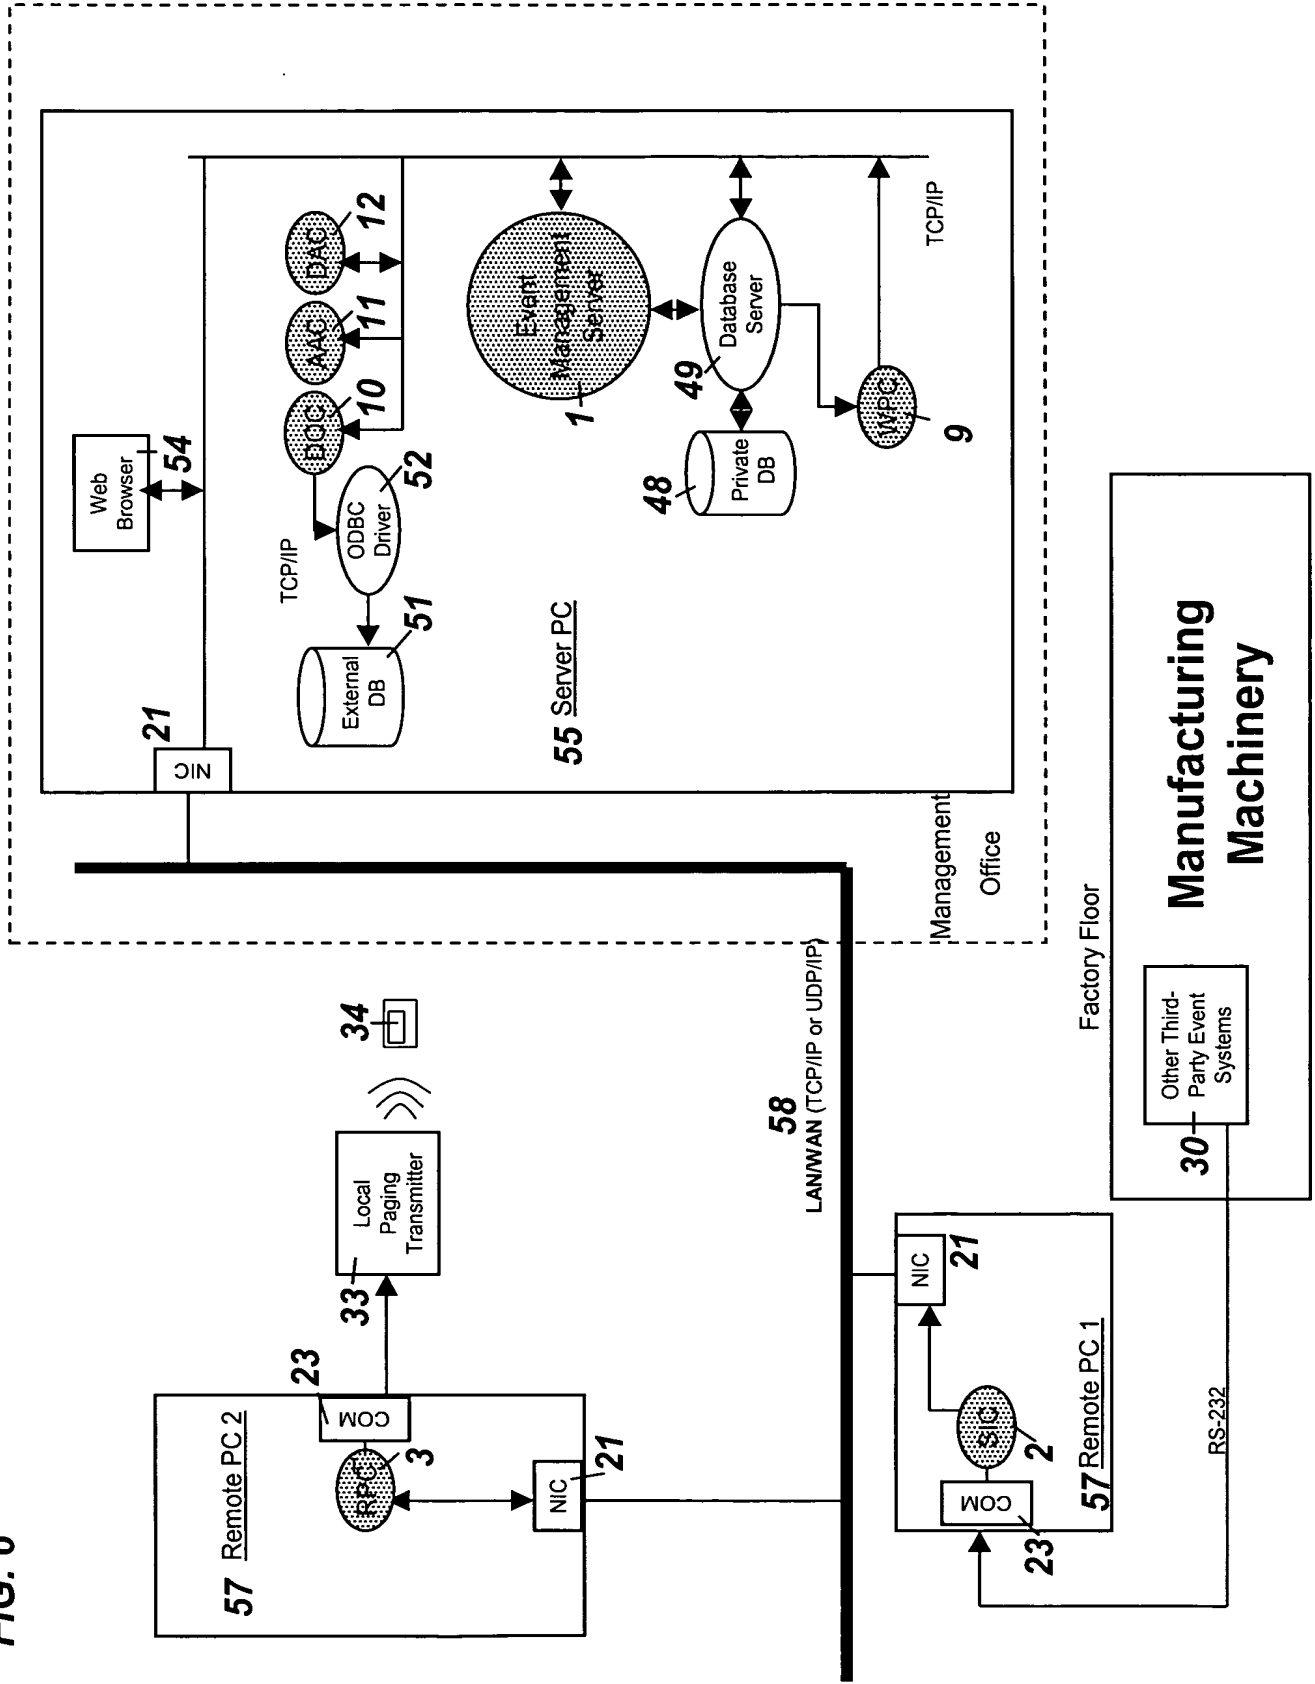 FIG.
57 Remote PC 2
RPC
3
COM
23
NIC
21
33
Local
Paging
Transmitter
34
58
LAN/WAN (TCP/IP or UDP/IP)
57 Remote PC 1
COM
23
SIC
2
NIC
21
RS-232
Factory Floor
30
Other Third-
Party Event
Systems
Manufacturing
Machinery
Management
Office
NIC
21
Web
Browser
54
TCP/IP
External
DB
51
ODBC
Driver
52
DCC
10
AAC
11
DAC
12
55 Server PC
Event
Management
Server
1
48
Private
DB
49
Database
Server
WPC
9
TCP/IP